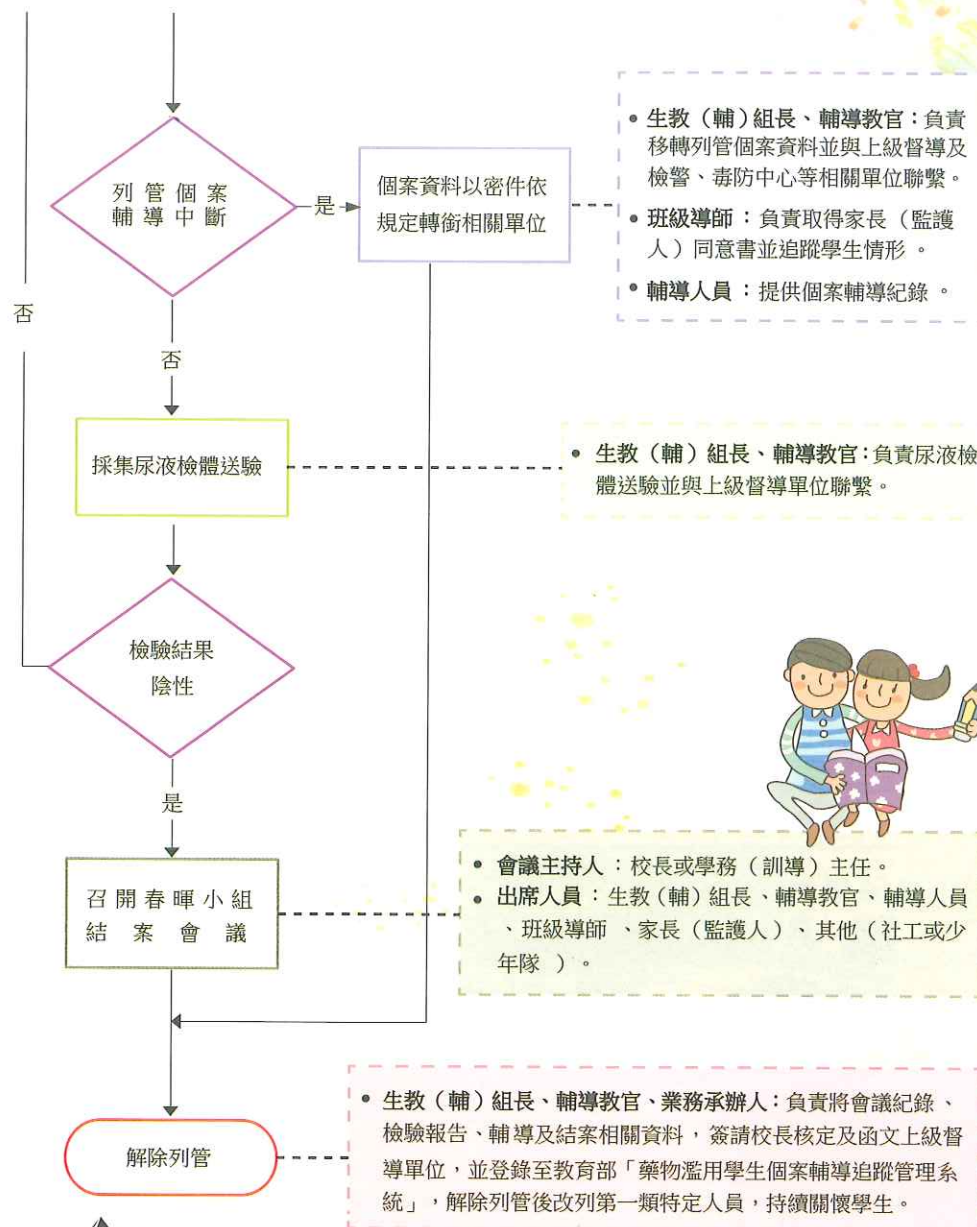 • 生教（輔）組長、輔導教官：負責
移轉列管個案資料並與上級督導及
檢警、毒防中心等相關單位聯繫。
• 班級導師：負責取得家長（監護
人）同意書並追蹤學生情形。
• 輔導人員：提供個案輔導紀錄。
列管個案
輔導中斷
是
個案資料以密件依
規定轉銜相關單位
否
否
採集尿液檢體送驗
• 生教（輔）組長、輔導教官：負責尿液檢
體送驗並與上級督導單位聯繫。
檢驗結果
陰性
是
召開春暉小組
結案會議
• 會議主持人：校長或學務（訓導）主任。
• 出席人員：生教（輔）組長、輔導教官、輔導人員
、班級導師、家長（監護人）、其他（社工或少
年隊）。
解除列管
• 生教（輔）組長、輔導教官、業務承辦人：負責將會議紀錄、
檢驗報告、輔導及結案相關資料，簽請校長核定及函文上級督
導單位，並登錄至教育部「藥物濫用學生個案輔導追蹤管理系
統」，解除列管後改列第一類特定人員，持續關懷學生。